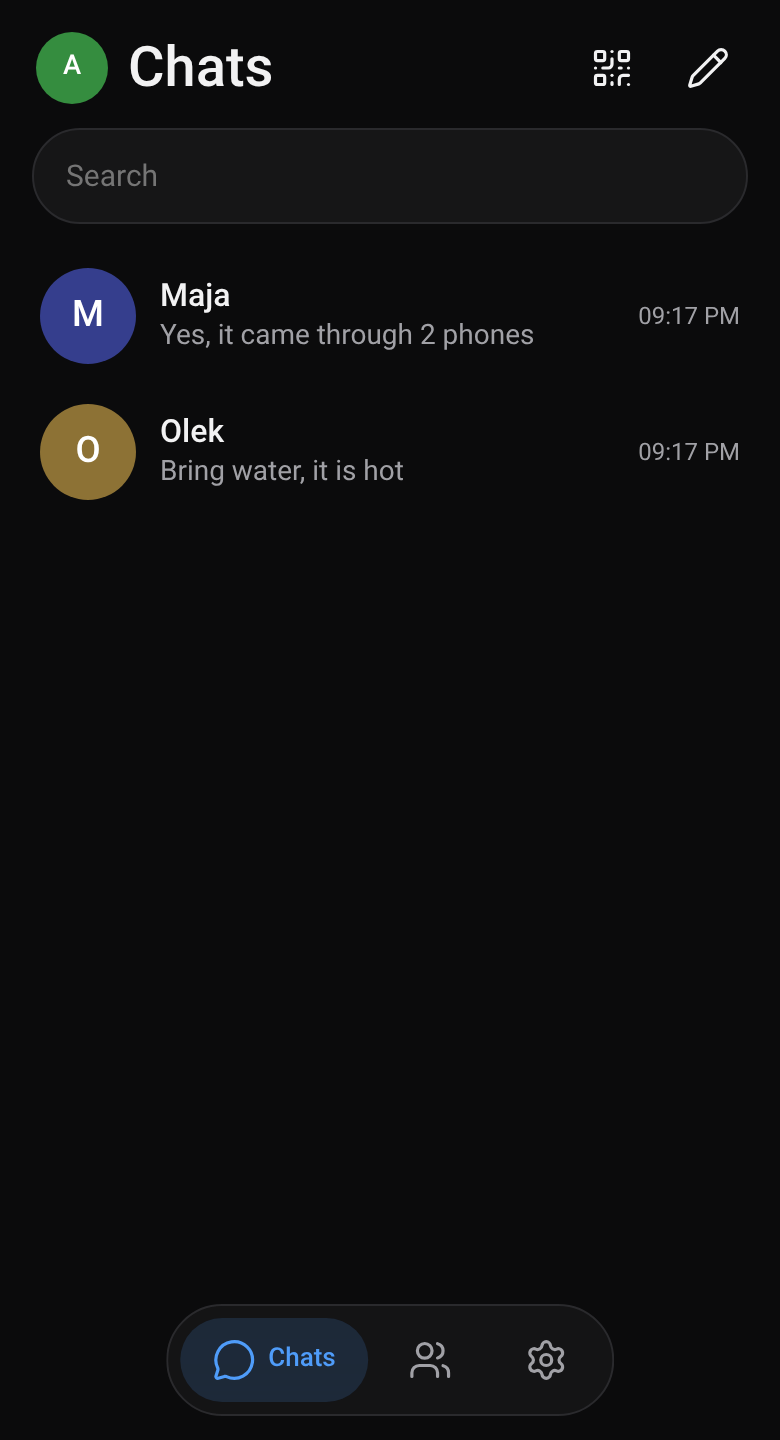 A
Chats
Search
M
Maja
Yes, it came through 2 phones
09:17 PM
O
Olek
Bring water, it is hot
09:17 PM
Chats